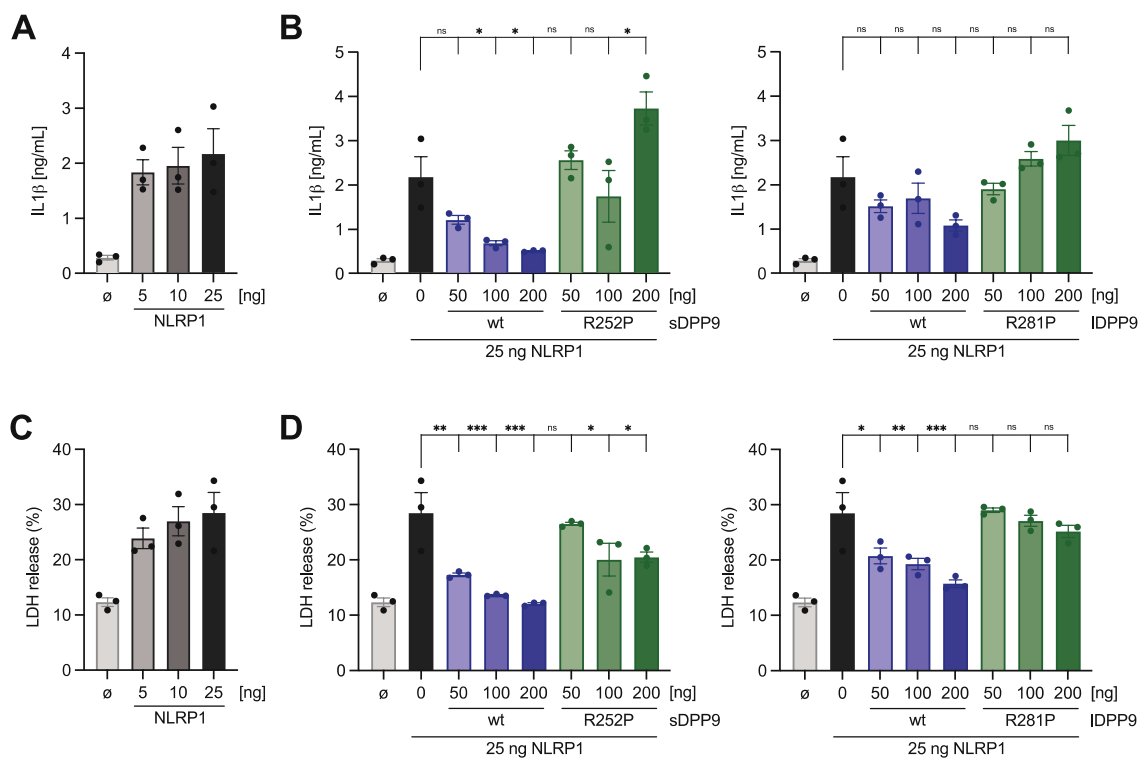 A
IL1β [ng/mL]
4
3
2
1
0
ø 5 10 25 [ng]
NLRP1
B
ns * * ns ns *
IL1β [ng/mL]
5
4
3
2
1
0
ø 0 50 100 200 50 100 200 [ng]
wt R252P sDPP9
25 ng NLRP1
ns ns ns ns ns ns
IL1β [ng/mL]
5
4
3
2
1
0
ø 0 50 100 200 50 100 200 [ng]
wt R281P lDPP9
25 ng NLRP1
C
LDH release (%)
40
30
20
10
0
ø 5 10 25 [ng]
NLRP1
D
** *** *** ns * *
LDH release (%)
40
30
20
10
0
ø 0 50 100 200 50 100 200 [ng]
wt R252P sDPP9
25 ng NLRP1
* ** *** ns ns ns
LDH release (%)
40
30
20
10
0
ø 0 50 100 200 50 100 200 [ng]
wt R281P lDPP9
25 ng NLRP1